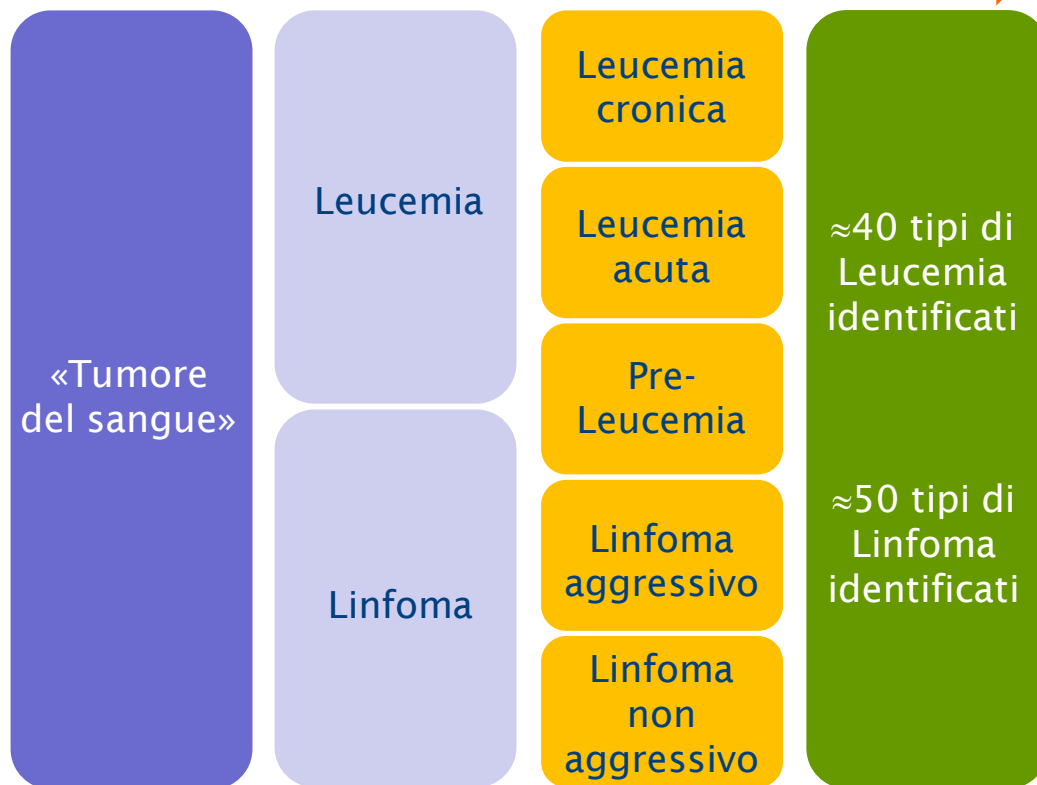 «Tumore
del sangue»
Leucemia
Linfoma
Leucemia
cronica
Leucemia
acuta
Pre-
Leucemia
Linfoma
aggressivo
Linfoma
non
aggressivo
≈40 tipi di
Leucemia
identificati
≈50 tipi di
Linfoma
identificati